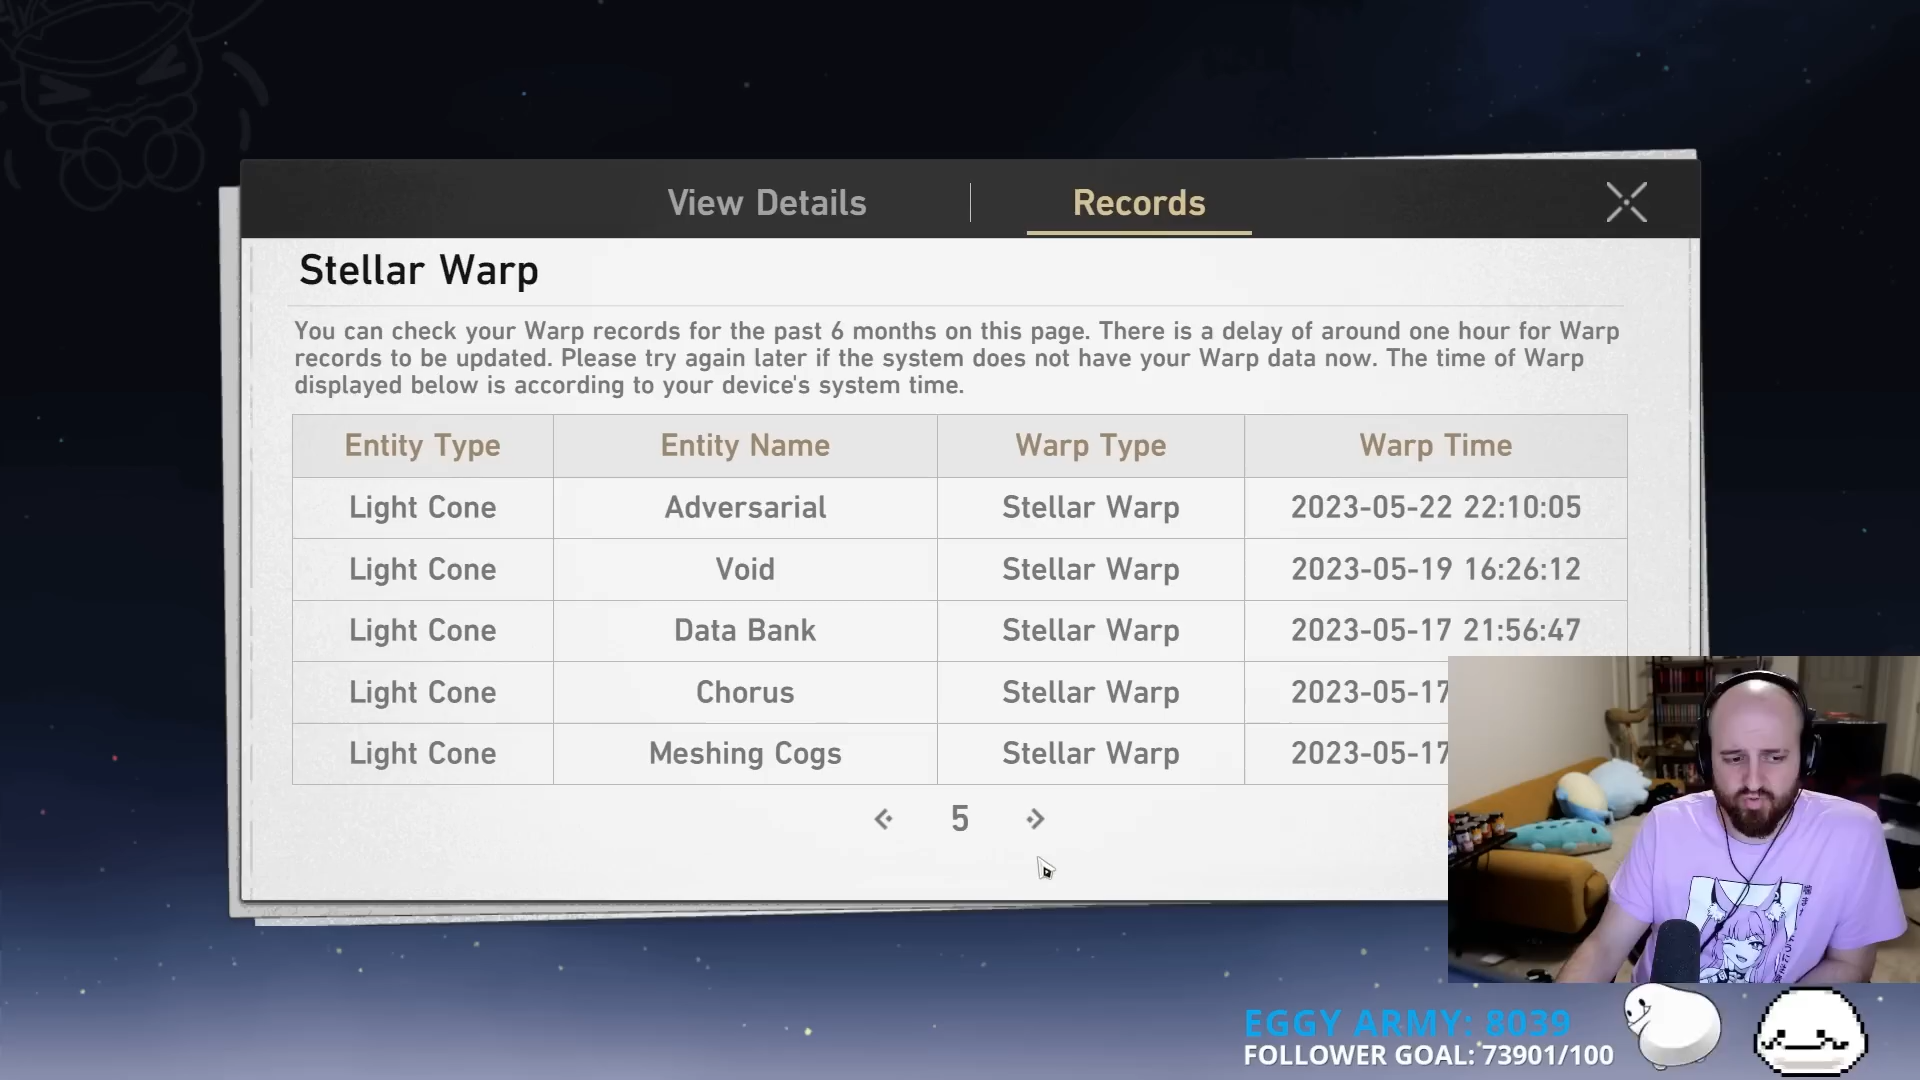 View Details
Records
Stellar Warp
You can check your Warp records for the past 6 months on this page. There is a delay of around one hour for Warp
records to be updated. Please try again later if the system does not have your Warp data now. The time of Warp
displayed below is according to your device's system time.
Entity Type Entity Name Warp Type Warp Time
Light Cone Adversarial Stellar Warp 2023-05-22 22:10:05
Light Cone Void Stellar Warp 2023-05-19 16:26:12
Light Cone Data Bank Stellar Warp 2023-05-17 21:56:47
Light Cone Chorus Stellar Warp 2023-05-17
Light Cone Meshing Cogs Stellar Warp 2023-05-17
5
EGGY ARMY: 8039
FOLLOWER GOAL: 73901/100